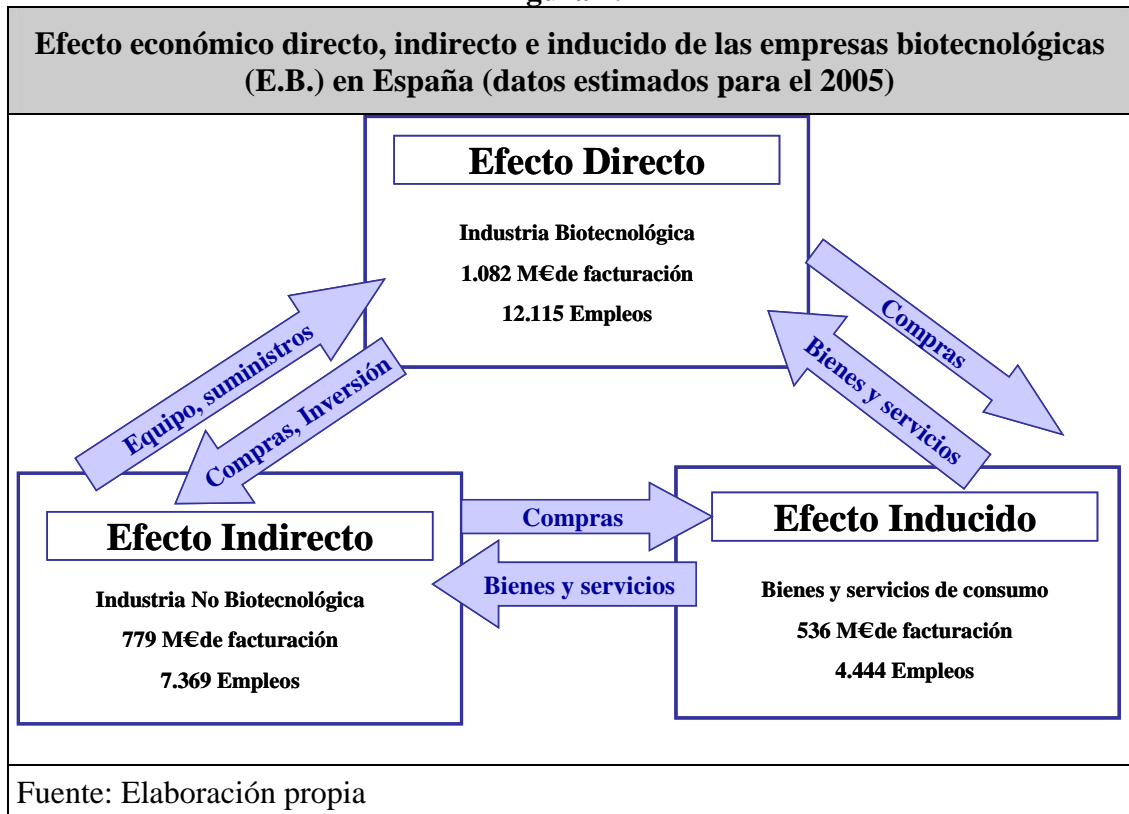 Efecto económico directo, indirecto e inducido de las empresas biotecnológicas
(E.B.) en España (datos estimados para el 2005)
Efecto Directo
Industria Biotecnológica
1.082 M€de facturación
12.115 Empleos
Equipo, suministros
Compras, Inversión
Compras
Bienes y servicios
Efecto Indirecto
Industria No Biotecnológica
779 M€de facturación
7.369 Empleos
Compras
Bienes y servicios
Efecto Inducido
Bienes y servicios de consumo
536 M€de facturación
4.444 Empleos
Fuente: Elaboración propia